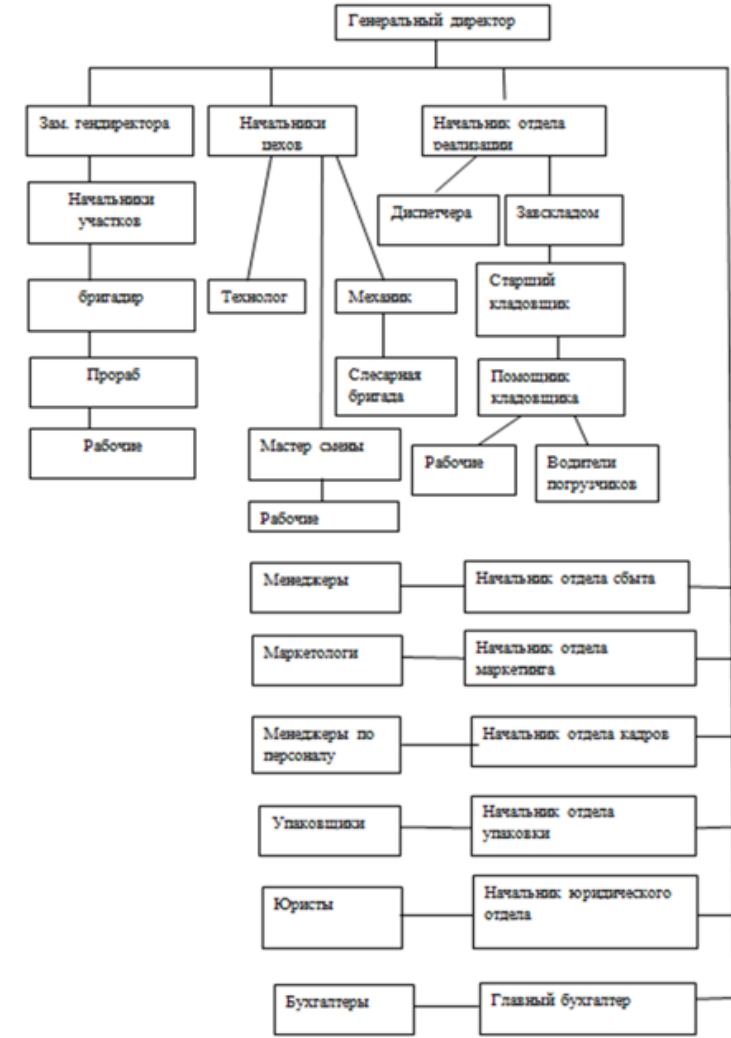 Генеральный директор
Зам. гендиректора
Начальники
цехов
Начальник отдела
реализации
Начальники
участков
Диспетчера
Завскладом
бригадир
Технолог
Механик
Старший
кладовщик
Прораб
Слесарная
бригада
Помощник
кладовщика
Рабочие
Мастер смены
Рабочие
Водители
погрузчиков
Рабочие
Менеджеры
Начальник отдела сбыта
Маркетологи
Начальник отдела
маркетинга
Менеджеры по
персоналу
Начальник отдела кадров
Упаковщики
Начальник отдела
упаковки
Юристы
Начальник юридического
отдела
Бухгалтеры
Главный бухгалтер